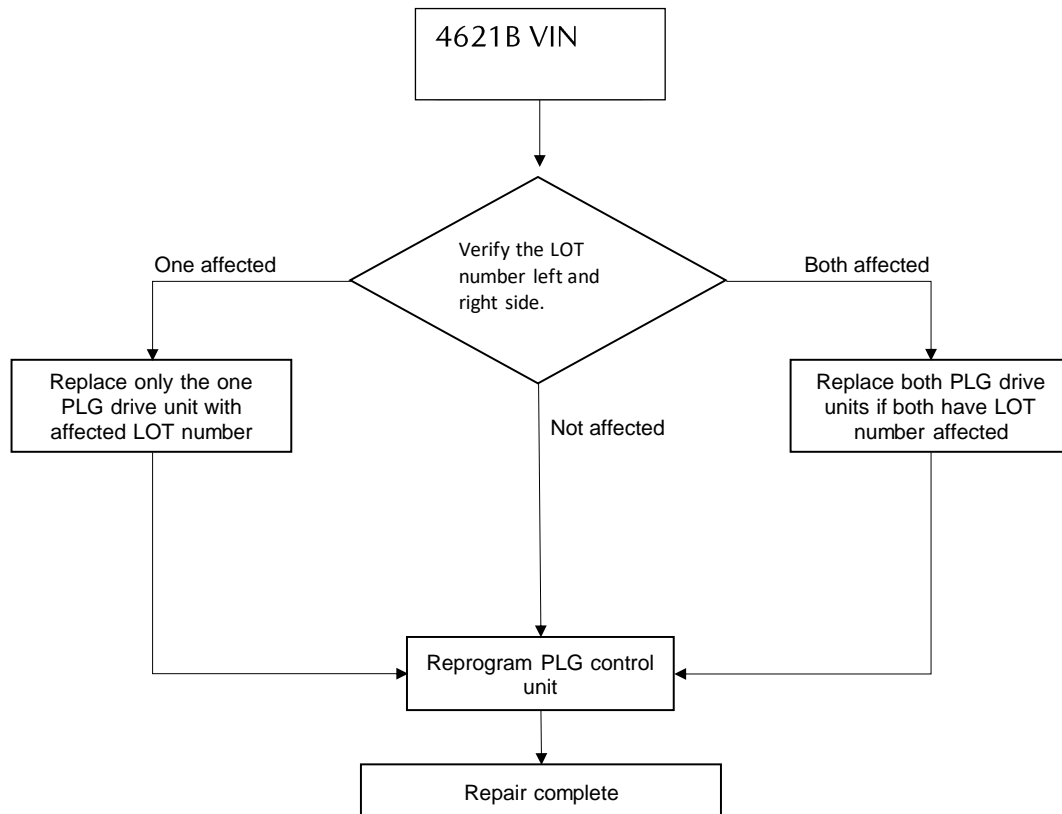 4621B VIN
Verify the LOT
number left and
right side.
One affected
Both affected
Replace only the one
PLG drive unit with
affected LOT number
Not affected
Replace both PLG drive
units if both have LOT
number affected
Reprogram PLG control
unit
Repair complete